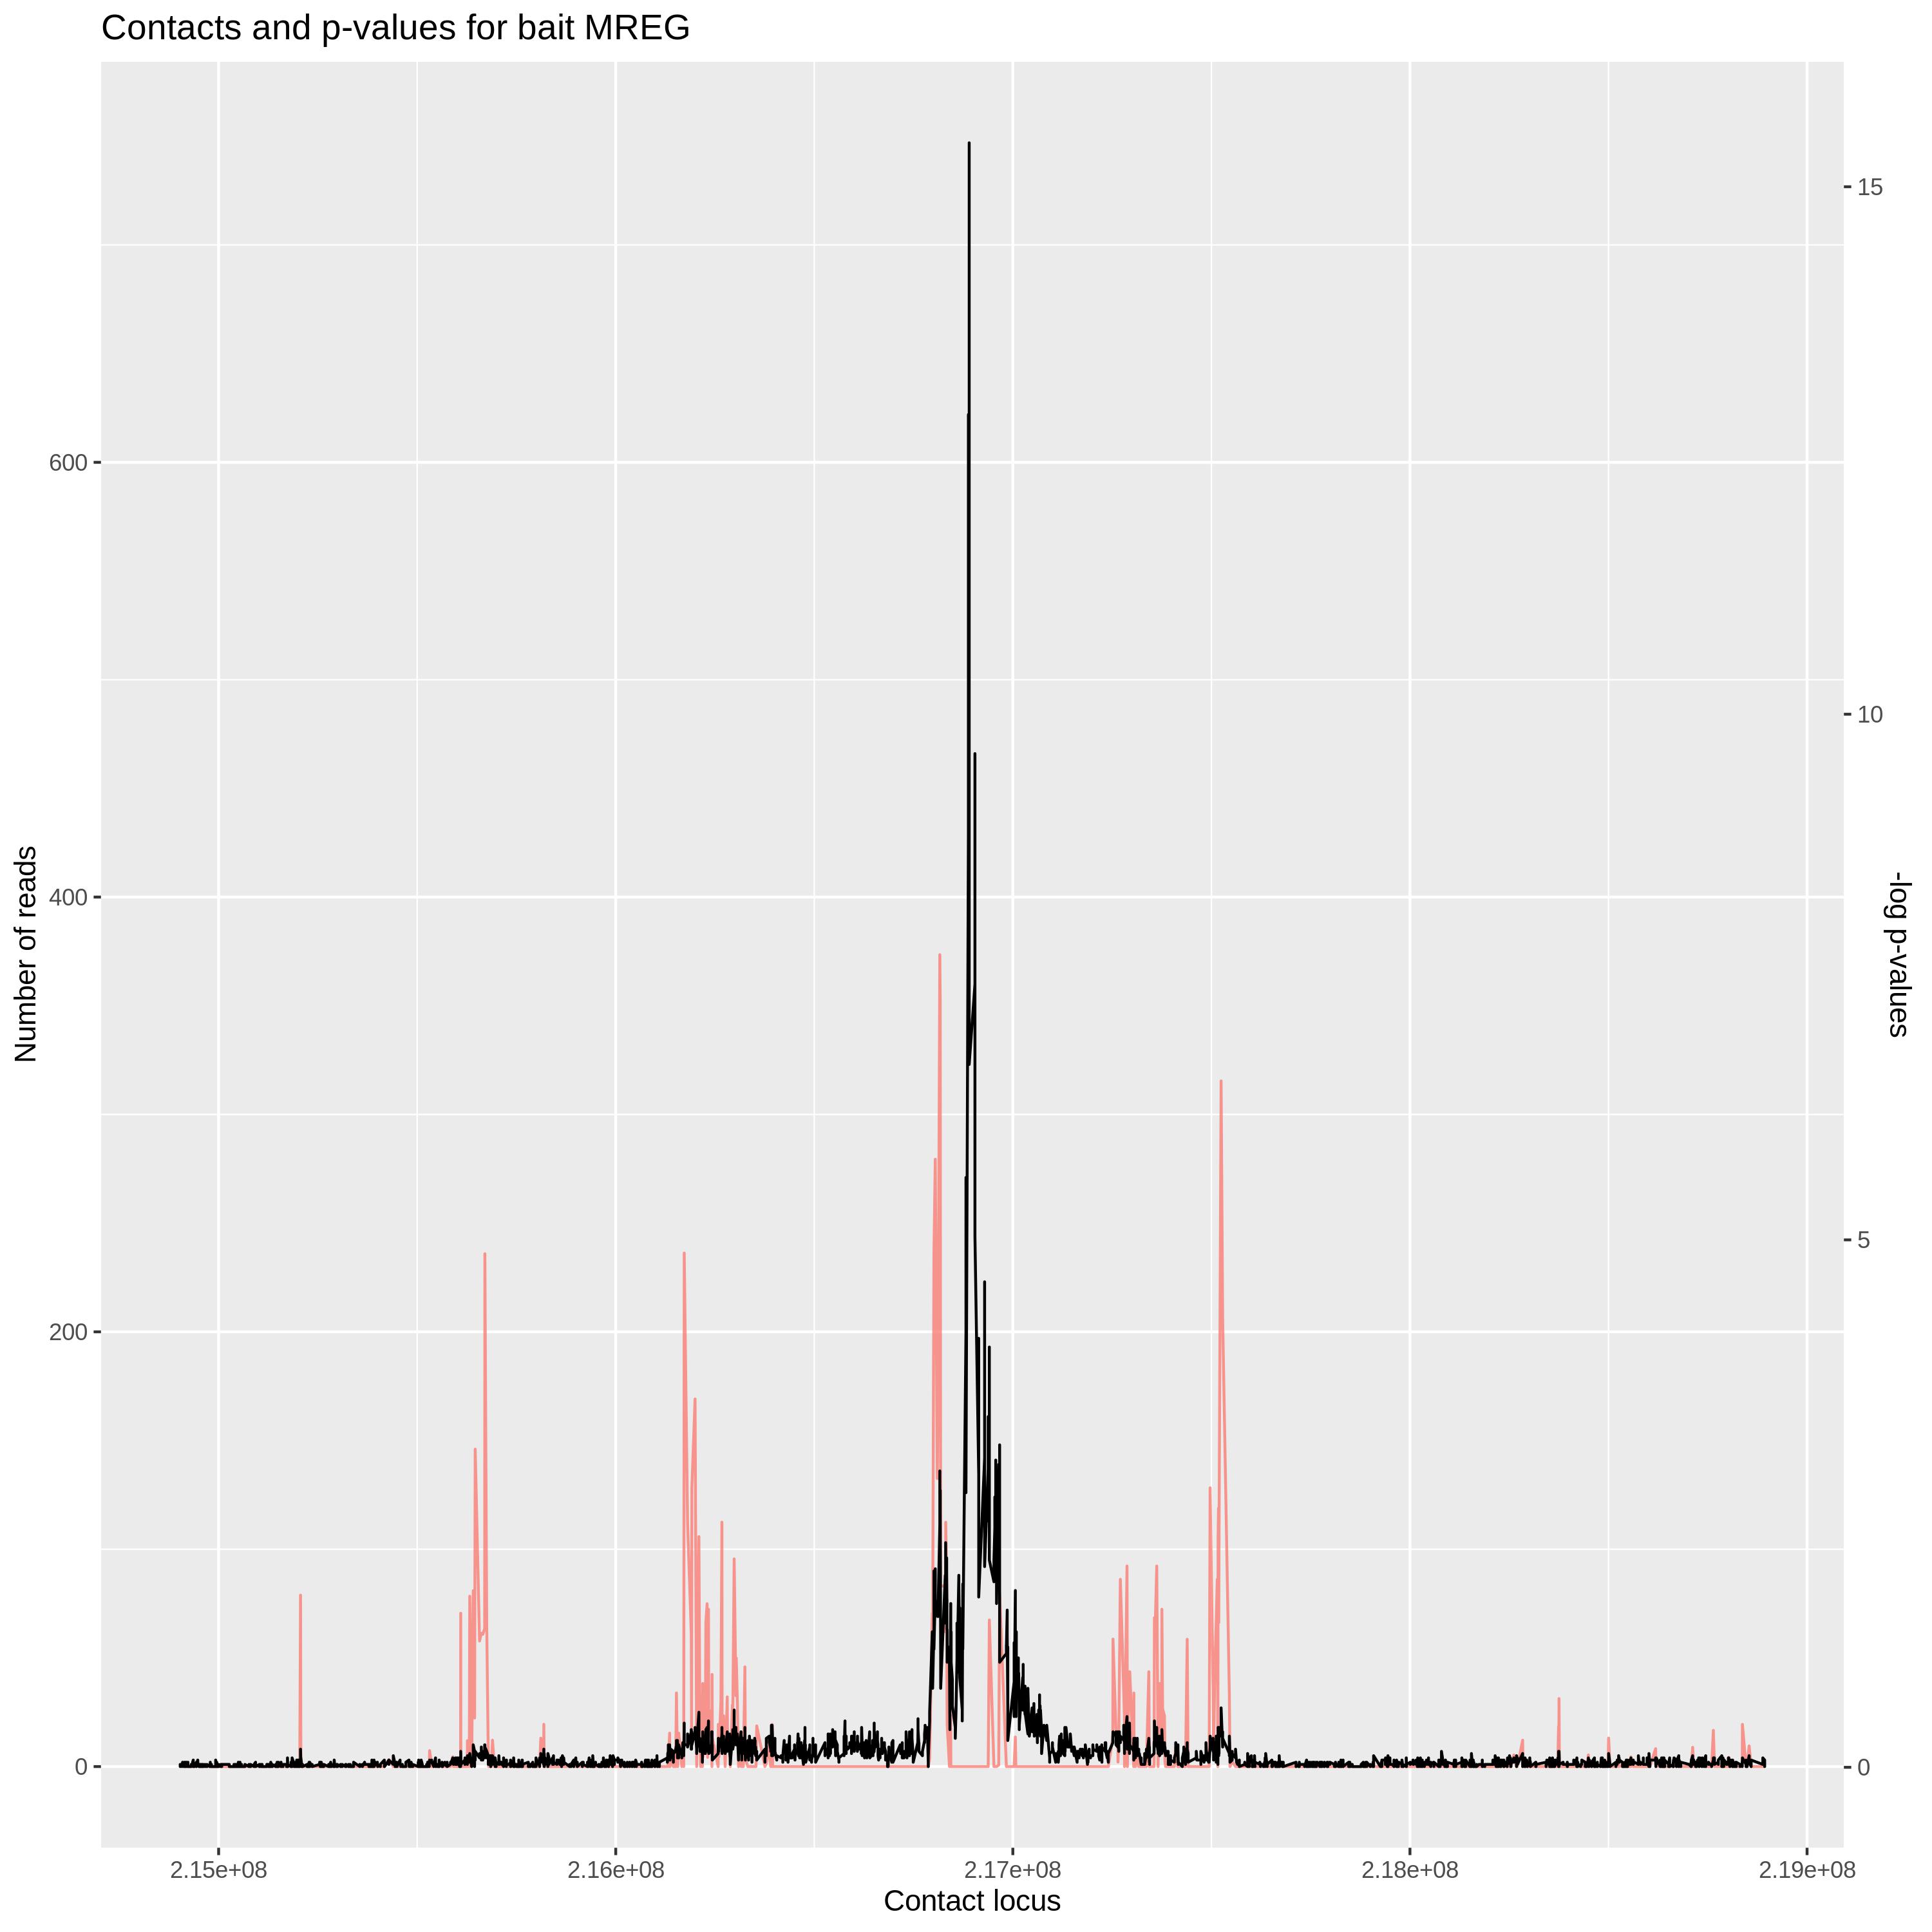 Contacts and p-values for bait MREG
15
600
10
400
Number of reads
-log p-values
5
200
0
0
2.15e+08
2.16e+08
2.17e+08
2.18e+08
2.19e+08
Contact locus